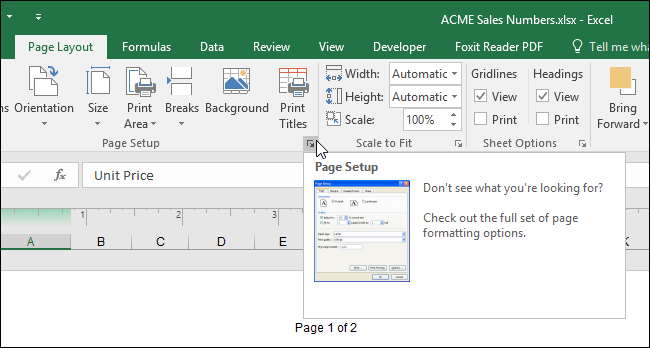 ACME Sales Numbers.xlsx - Excel
Page Layout Formulas Data Review View Developer Foxit Reader PDF Tell me what
Orientation Size Print Area Breaks Background Print Titles
Width: Automatic
Height: Automatic
Scale: 100%
Gridlines Headings
View View
Print Print
Bring Forward
Page Setup Scale to Fit Sheet Options
fx Unit Price
1 2 3
A B C D E K
Page Setup
Don't see what you're looking for?
Check out the full set of page
formatting options.
Page 1 of 2